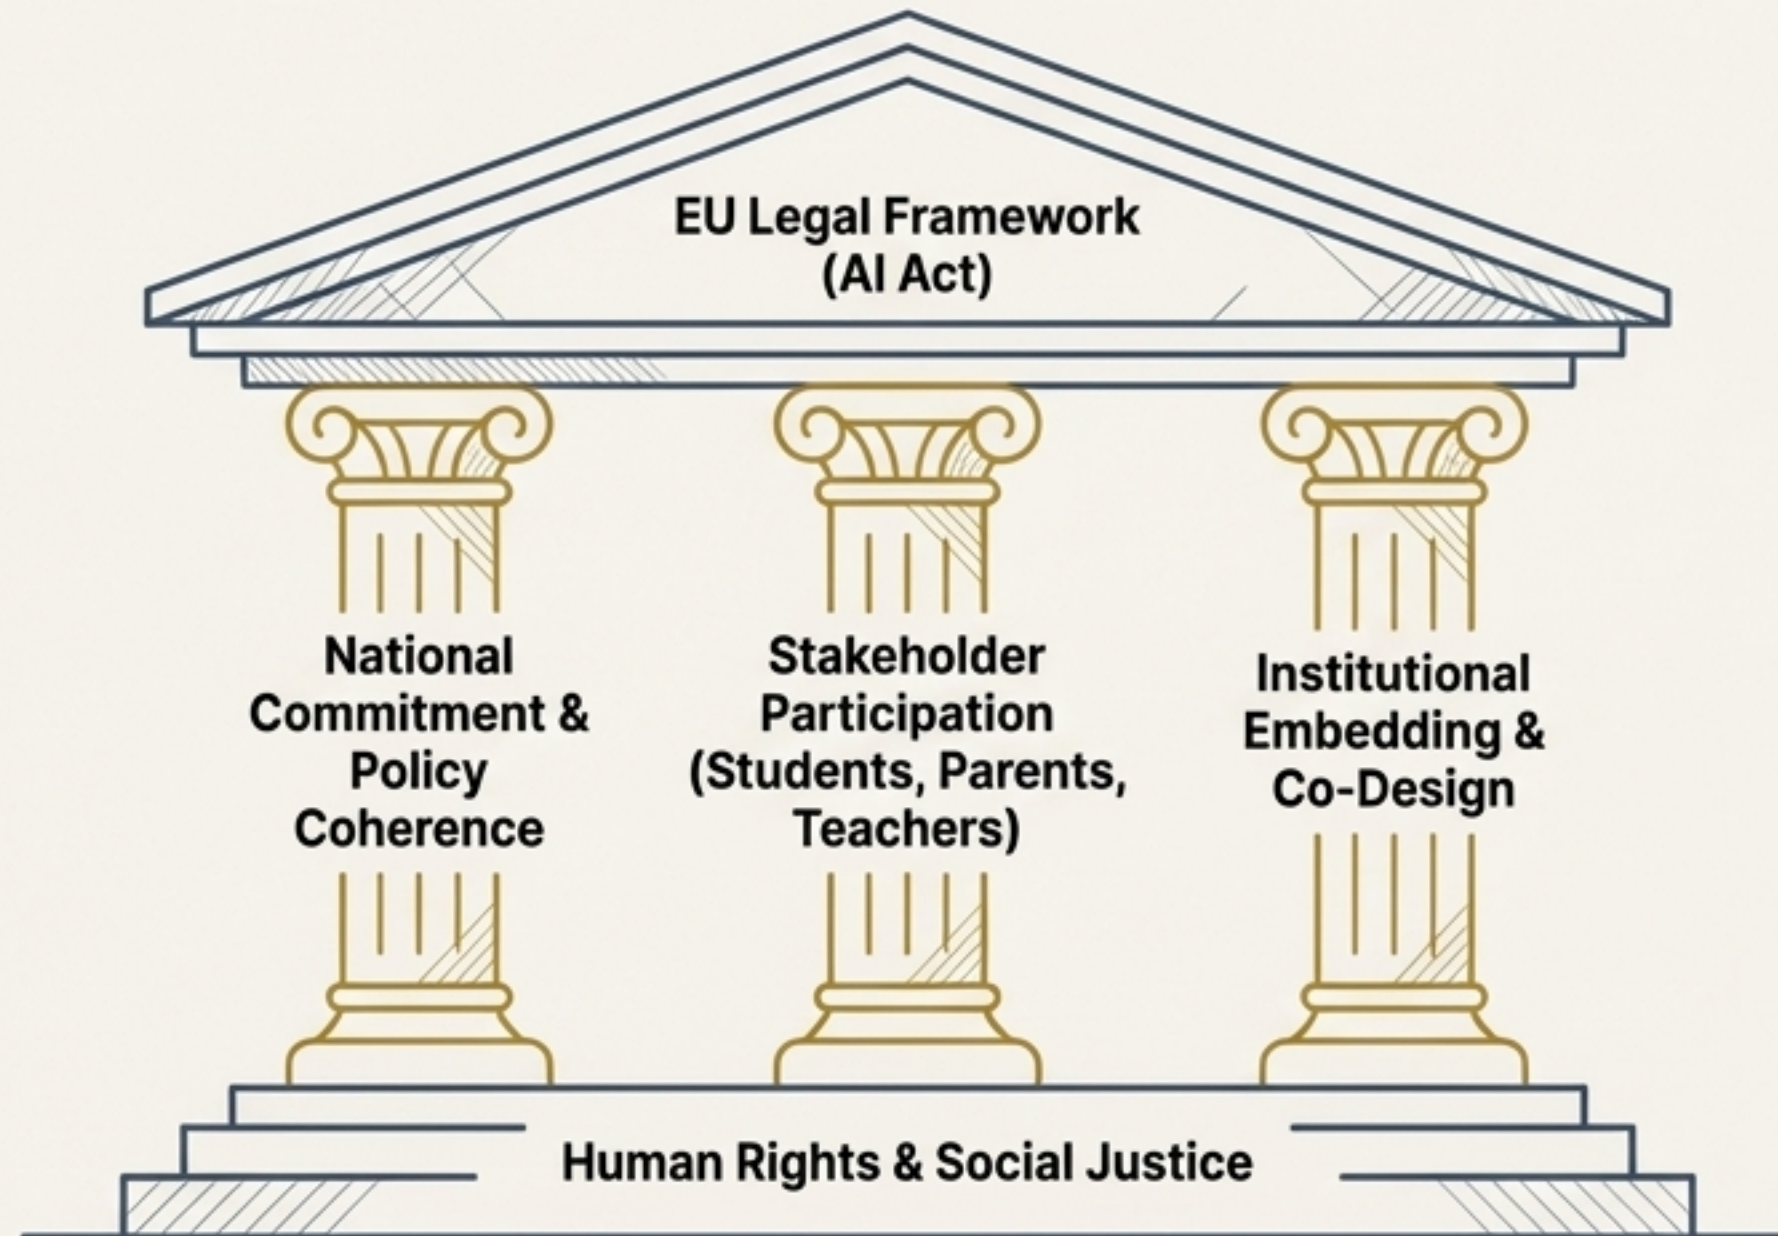 EU Legal Framework
(AI Act)
National
Commitment &
Policy
Coherence
Stakeholder
Participation
(Students, Parents,
Teachers)
Institutional
Embedding &
Co-Design
Human Rights & Social Justice